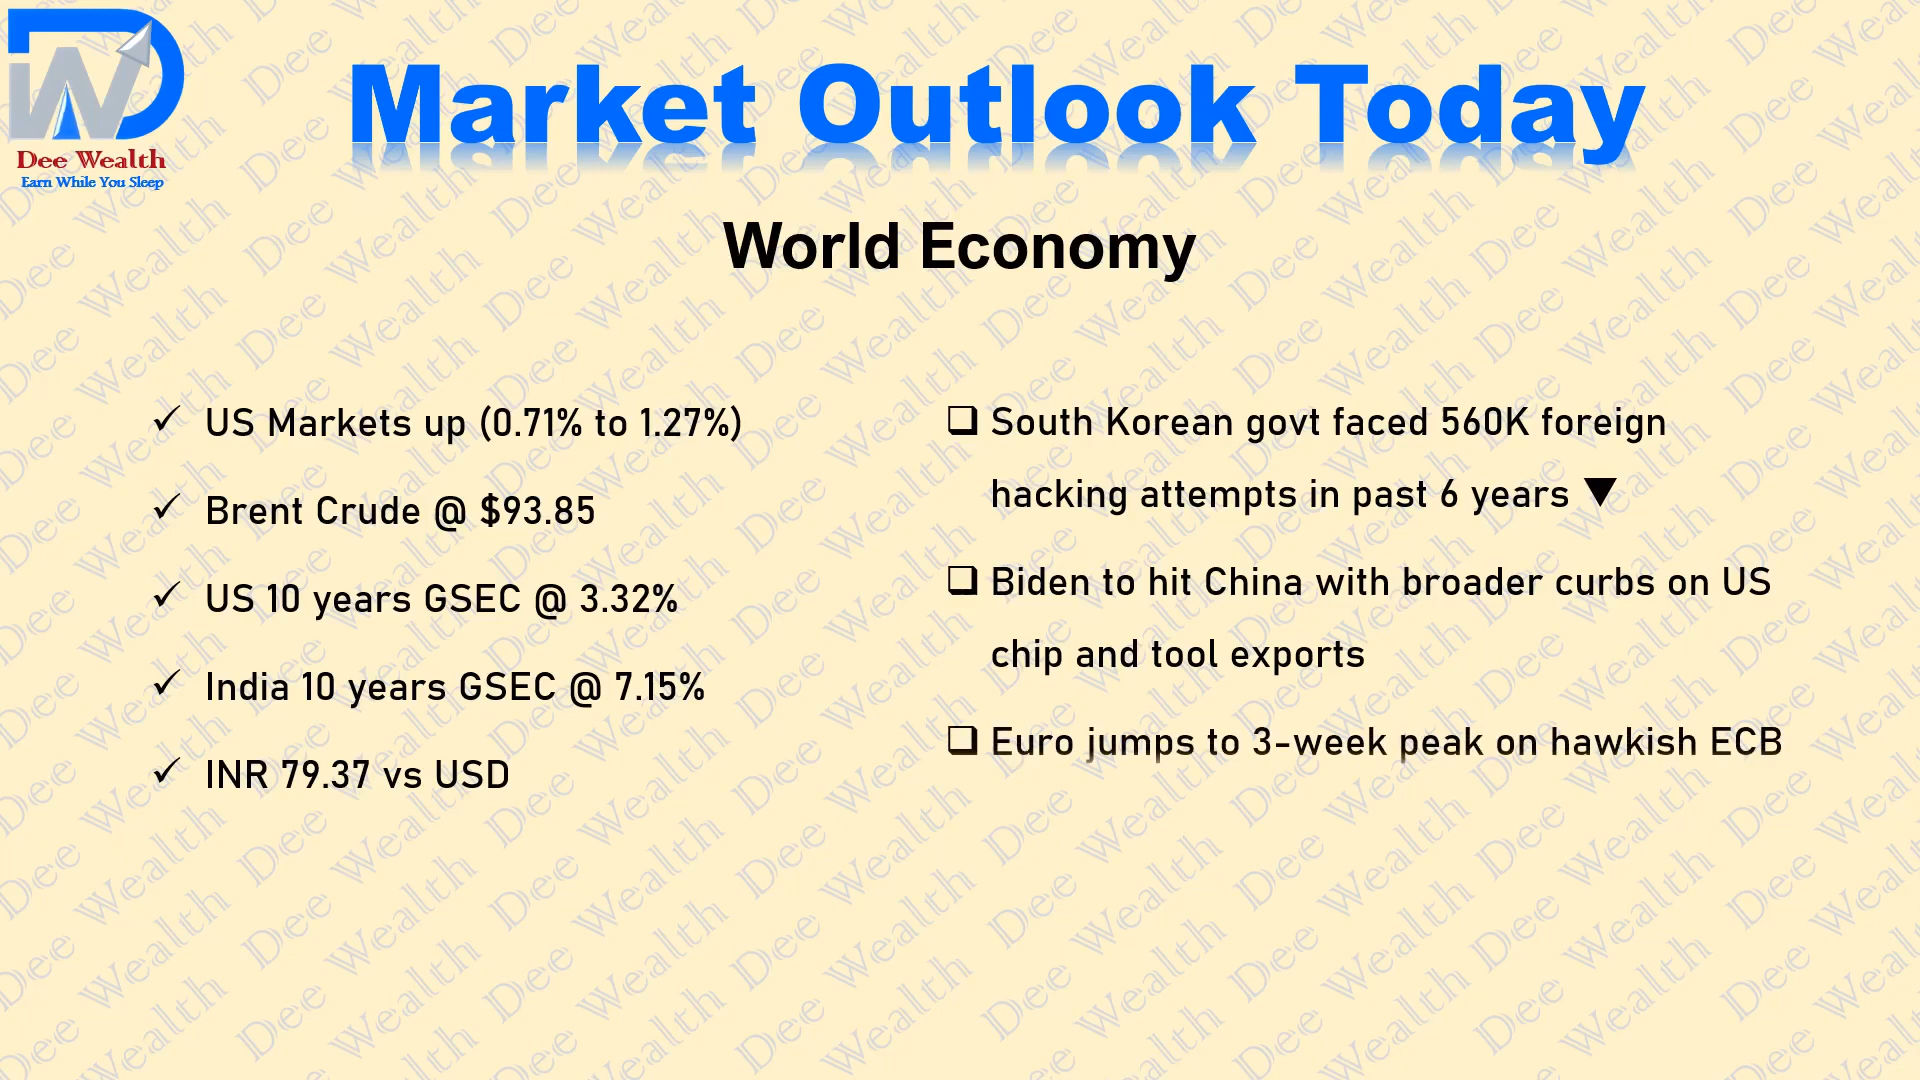 Dee Wealth
Earn While You Sleep
Market Outlook Today
World Economy
✓ US Markets up (0.71% to 1.27%)
✓ Brent Crude @ $93.85
✓ US 10 years GSEC @ 3.32%
✓ India 10 years GSEC @ 7.15%
✓ INR 79.37 vs USD
❑ South Korean govt faced 560K foreign
hacking attempts in past 6 years ▼
❑ Biden to hit China with broader curbs on US
chip and tool exports
❑ Euro jumps to 3-week peak on hawkish ECB